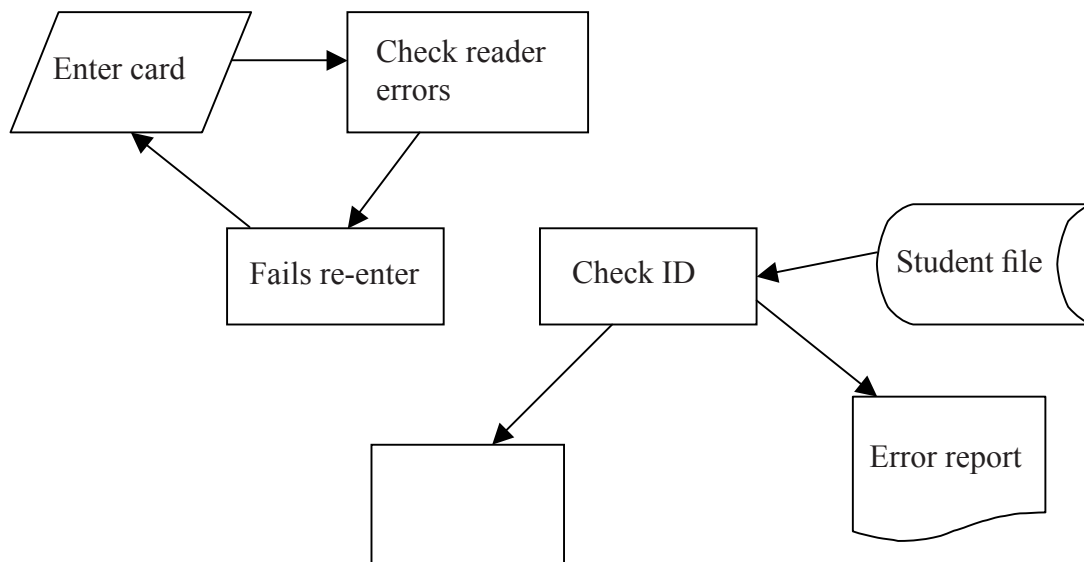 Enter card
Check reader
errors
Fails re-enter
Check ID
Student file
Error report